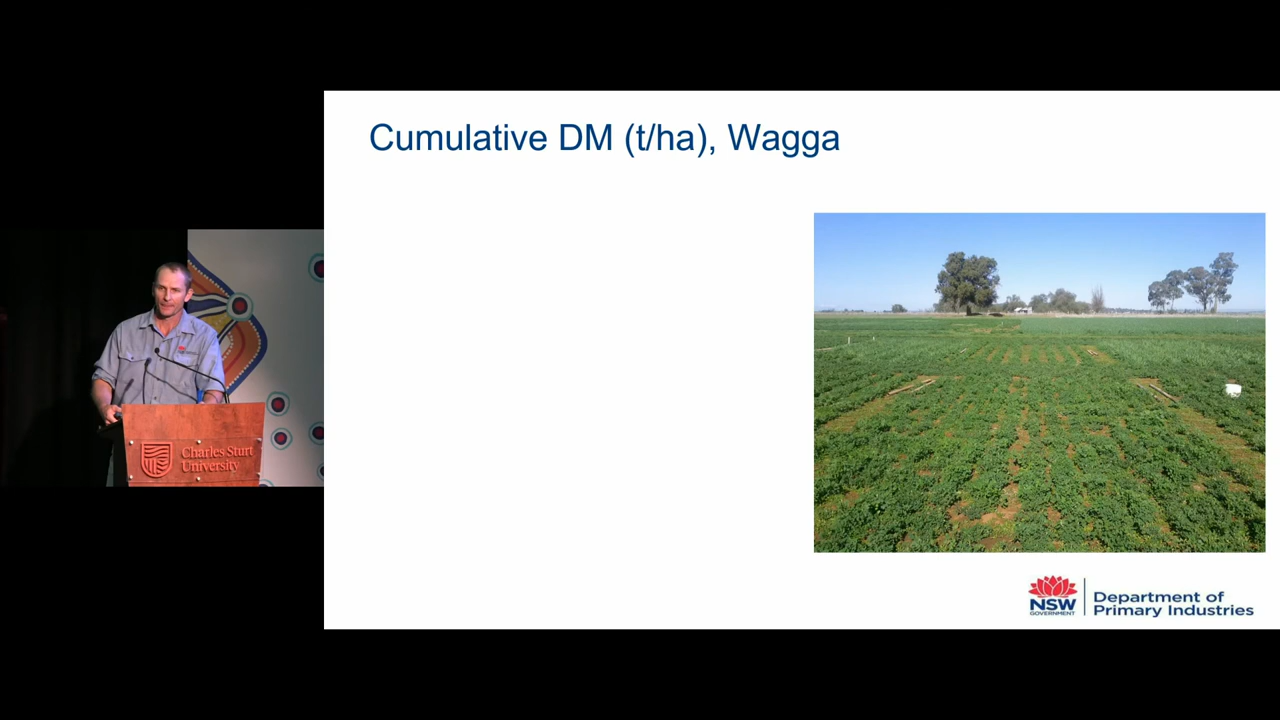 Cumulative DM (t/ha), Wagga
Charles Sturt
University
NSW
GOVERNMENT
Department of
Primary Industries